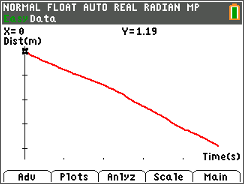 NORMAL FLOAT AUTO REAL RADIAN MP
Data
X= 0 Y= 1.19
Dist(m)
Time(s)
Adv Plots Anlyz Scale Main